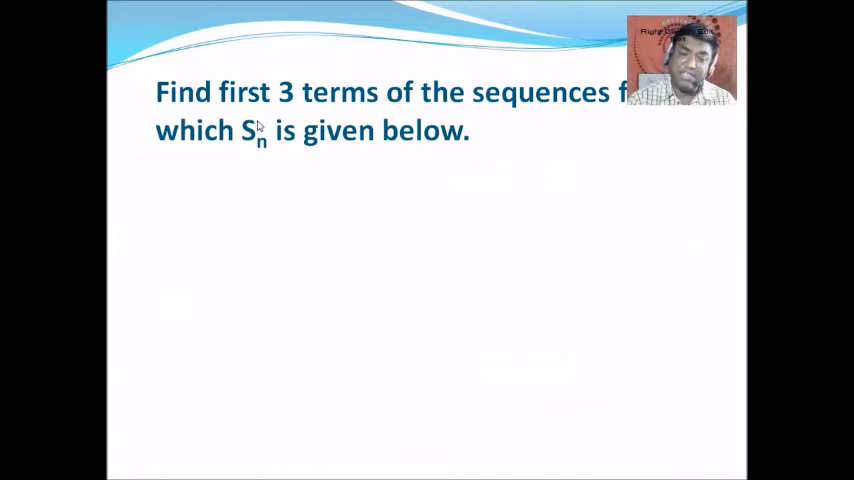 Find first 3 terms of the sequences f
which Sn is given below.